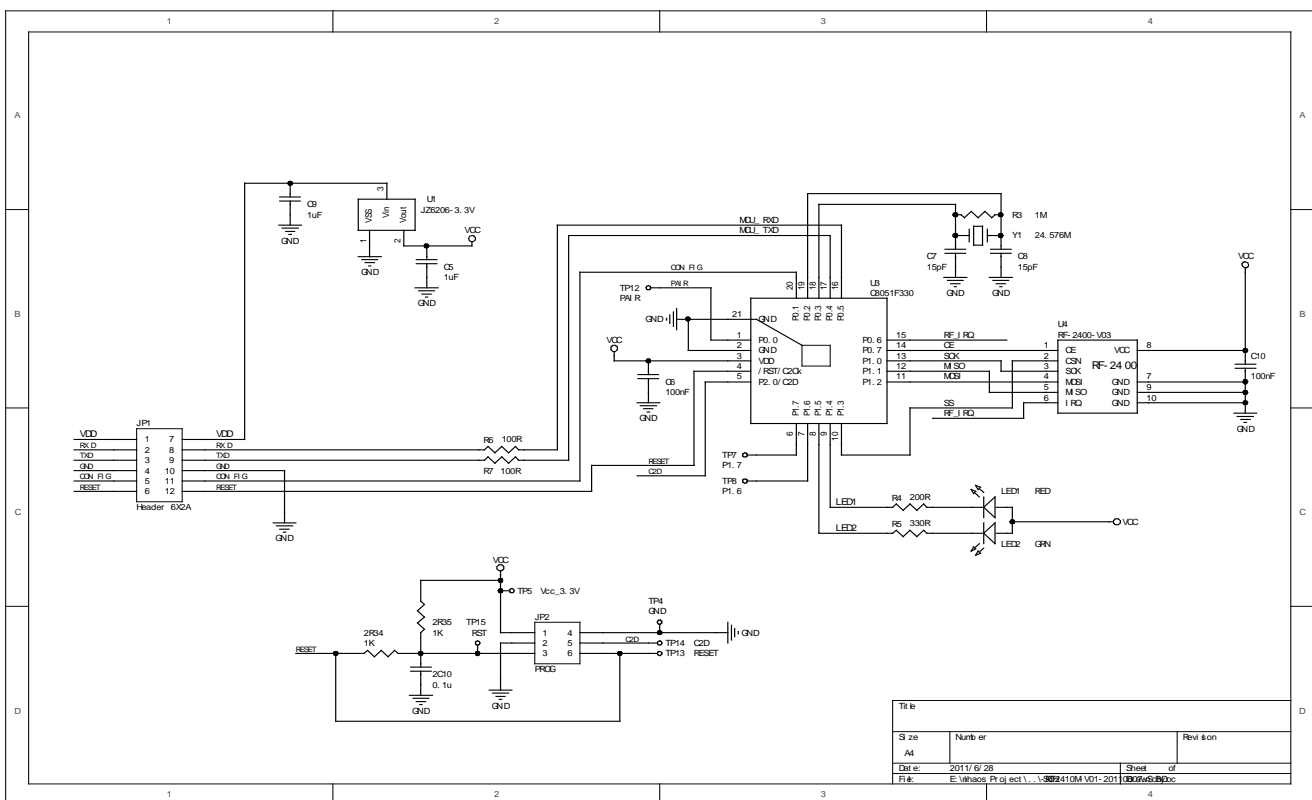 1 2 3 4
A A
B B
C C
D D
1 2 3 4
C9
1uF
GND
3
U1
JZ6206-3.3V
VSS
Vin
Vout
1
2
GND
VCC
C5
1uF
GND
MCU_RXD
MCU_TXD
R3 1M
Y1 24.576M
C7
15pF
C8
15pF
GND
GND
CONFIG
TP12
PAIR
PAIR
20 19 18 17 16
U3
C8051F330
P0.1 P0.2 P0.3 P0.4 P0.5
GND
21 GND
1 P0.0
2 GND
3 VDD
4 /RST/C2Ck
5 P2.0/C2D
P0.6 15 RF_IRQ
P0.7 14 CE
P1.0 13 SCK
P1.1 12 MISO
P1.2 11 MOSI
P1.7 P1.6 P1.5 P1.4 P1.3
6 7 8 9 10
VCC
C6
100nF
GND
SS
RF_IRQ
U4
RF-2400-V03
RF-2400
1 CE
2 CSN
3 SCK
4 MOSI
5 MISO
6 IRQ
VCC 8
GND 7
GND 9
GND 10
VCC
C10
100nF
GND
JP1
VDD 1 7 VDD
RXD 2 8 RXD
TXD 3 9 TXD
GND 4 10 GND
CONFIG 5 11 CONFIG
RESET 6 12 RESET
Header 6X2A
GND
R6 100R
R7 100R
RESET
C2D
TP7
P1.7
TP8
P1.6
LED1 R4 200R LED1 RED
LED2 R5 330R LED2 GRN
VCC
VCC
TP5 Vcc_3.3V
2R34
1K
2R35
1K
TP15
RST
JP2
1 4
2 5
3 6
PROG
TP4
GND
GND
C2D TP14 C2D
TP13 RESET
RESET
2C10
0.1u
GND
GND
Title
Size
A4
Number
Revision
Date: 2011/6/28
Sheet of
File: